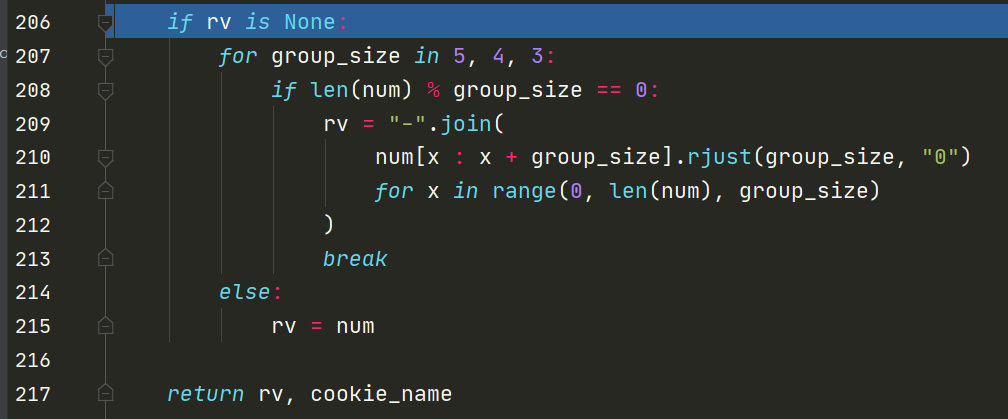 206 if rv is None:
207 for group_size in 5, 4, 3:
208 if len(num) % group_size == 0:
209 rv = "-".join(
210 num[x : x + group_size].rjust(group_size, "0")
211 for x in range(0, len(num), group_size)
212 )
213 break
214 else:
215 rv = num
216
217 return rv, cookie_name